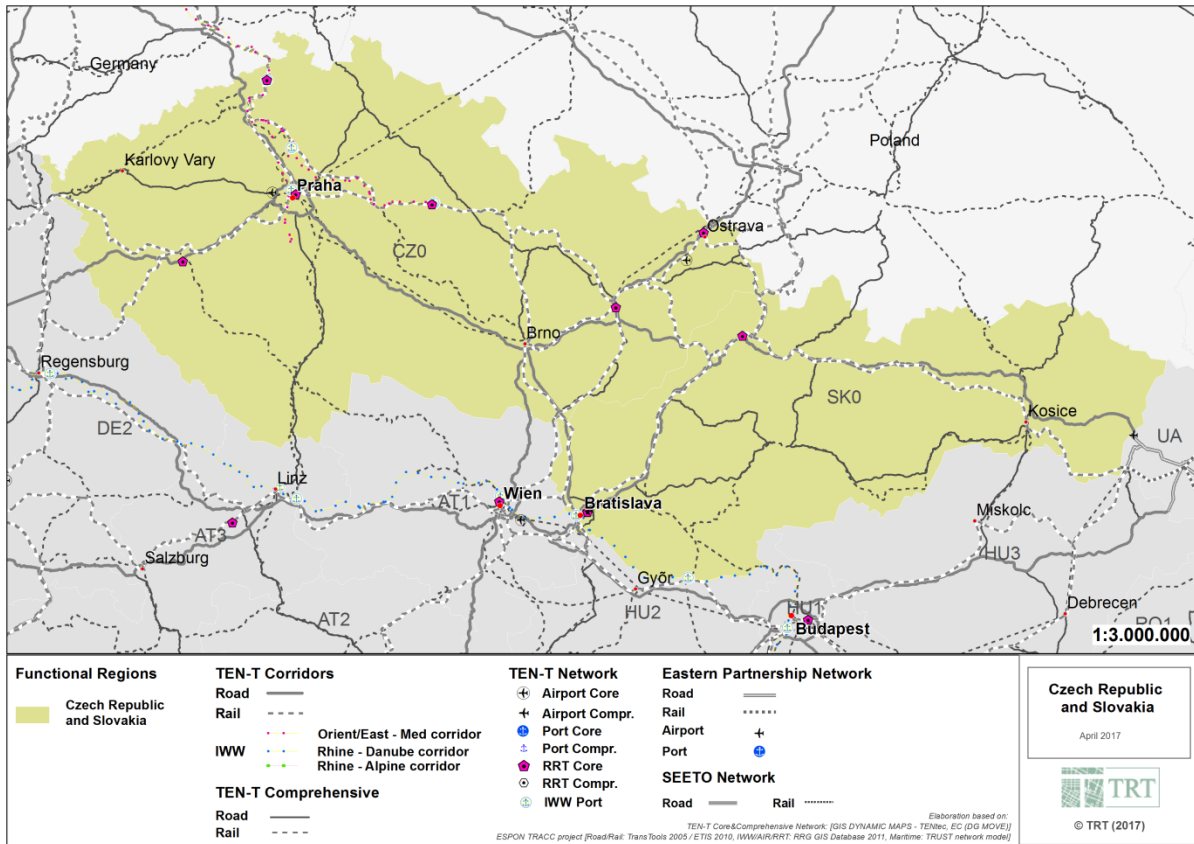 Germany
Poland
Karlovy Vary
Praha
Ostrava
CZ0
Brno
Regensburg
SK0
Kosice
DE2
UA
Linz
Wien
AT1
Bratislava
Miskolc
AT3
Salzburg
HU3
Györ
AT2
HU2
HU1
Debrecen
Budapest
1:3.000.000
Functional Regions
Czech Republic
and Slovakia
TEN-T Corridors
Road
Rail
IWW
Orient/East - Med corridor
Rhine - Danube corridor
Rhine - Alpine corridor
TEN-T Comprehensive
Road
Rail
TEN-T Network
Airport Core
Airport Compr.
Port Core
Port Compr.
RRT Core
RRT Compr.
IWW Port
Eastern Partnership Network
Road
Rail
Airport
Port
SEETO Network
Road Rail
Elaboration based on:
TEN-T Core&Comprehensive Network: [GIS DYNAMIC MAPS - TENtec, EC (DG MOVE)]
ESPON TRACC project [Road/Rail: TransTools 2005 / ETIS 2010, IWW/AIR/RRT: RRG GIS Database 2011, Maritime: TRUST network model]
Czech Republic
and Slovakia
April 2017
TRT
© TRT (2017)